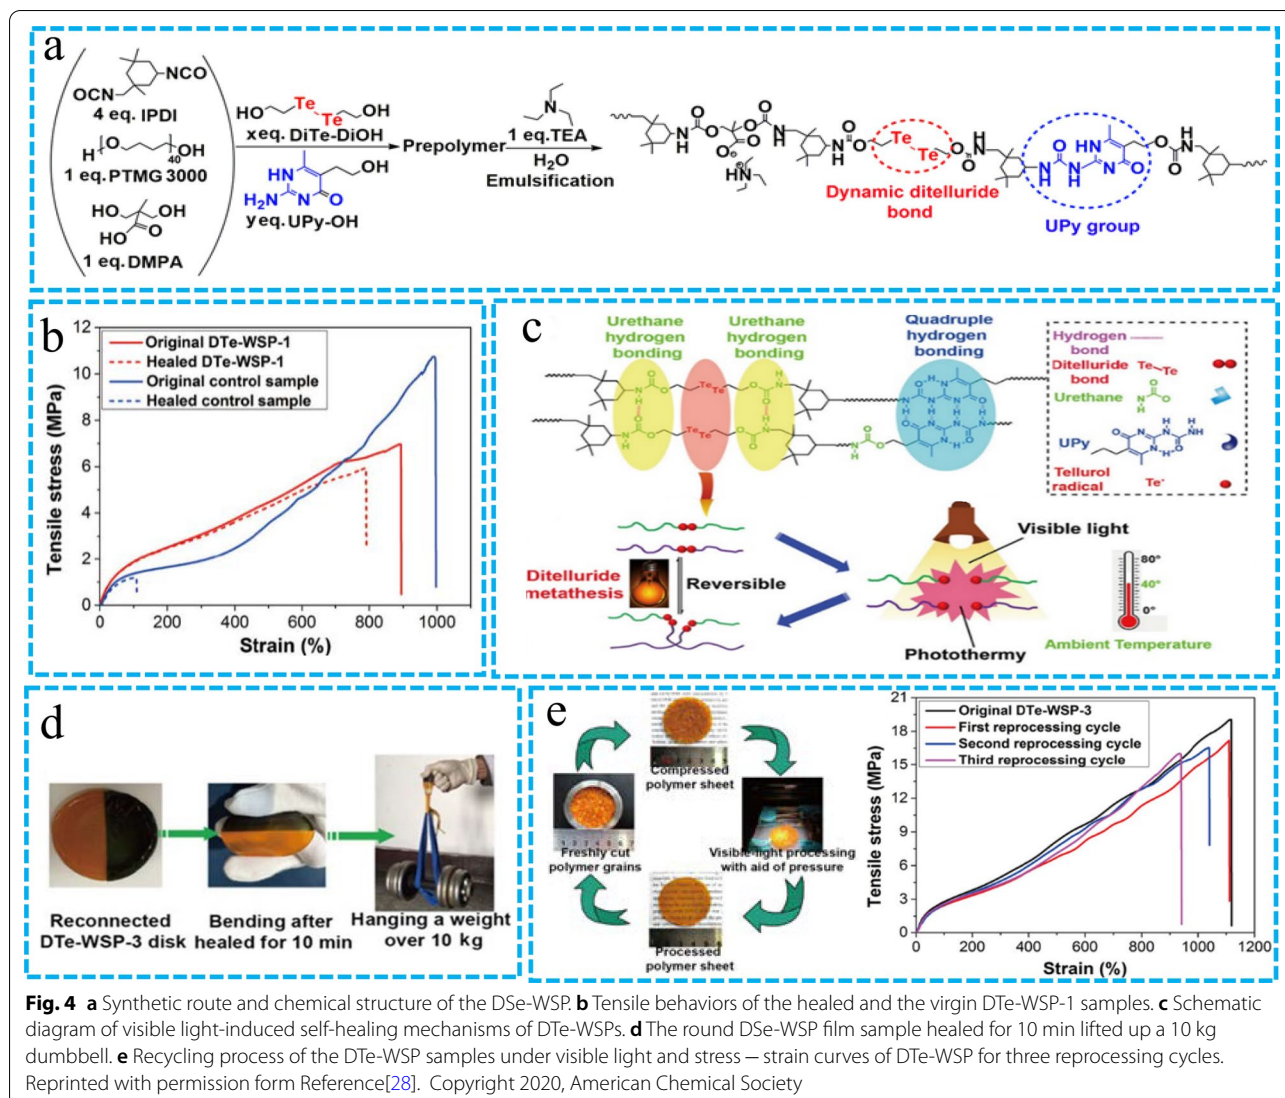 a
NCO
OCN
4 eq. IPDI
H O 40 OH
1 eq. PTMG 3000
HO OH
HO O
1 eq. DMPA
HO Te Te OH
x eq. DiTe-DiOH
HN OH
H2N N O
y eq. UPy-OH
Prepolymer
N
1 eq. TEA
H2O
Emulsification
Dynamic ditelluride
bond
UPy group
b
Original DTe-WSP-1
Healed DTe-WSP-1
Original control sample
Healed control sample
Tensile stress (MPa)
12
10
8
6
4
2
0
0 200 400 600 800 1000
Strain (%)
c
Urethane
hydrogen
bonding
Urethane
hydrogen
bonding
Quadruple
hydrogen
bonding
Hydrogen
bond
Ditelluride
bond
Te Te
Urethane
UPy
Tellurol
radical
Te•
Ditelluride
metathesis
Reversible
Visible light
Photothermy
80°
40°
0°
Ambient Temperature
d
Reconnected
DTe-WSP-3 disk
Bending after
healed for 10 min
Hanging a weight
over 10 kg
e
Compressed
polymer sheet
Freshly cut
polymer grains
Visible-light processing
with aid of pressure
Processed
polymer sheet
Original DTe-WSP-3
First reprocessing cycle
Second reprocessing cycle
Third reprocessing cycle
Tensile stress (MPa)
21
18
15
12
9
6
3
0
0 200 400 600 800 1000 1200
Strain (%)
Fig. 4 a Synthetic route and chemical structure of the DSe-WSP. b Tensile behaviors of the healed and the virgin DTe-WSP-1 samples. c Schematic
diagram of visible light-induced self-healing mechanisms of DTe-WSPs. d The round DSe-WSP film sample healed for 10 min lifted up a 10 kg
dumbbell. e Recycling process of the DTe-WSP samples under visible light and stress — strain curves of DTe-WSP for three reprocessing cycles.
Reprinted with permission form Reference[28]. Copyright 2020, American Chemical Society